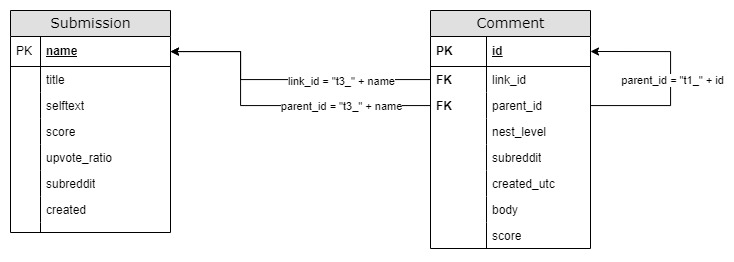 Submission
PK name
title
selftext
score
upvote_ratio
subreddit
created
link_id = "t3_" + name
parent_id = "t3_" + name
Comment
PK id
FK link_id
FK parent_id
nest_level
subreddit
created_utc
body
score
parent_id = "t1_" + id